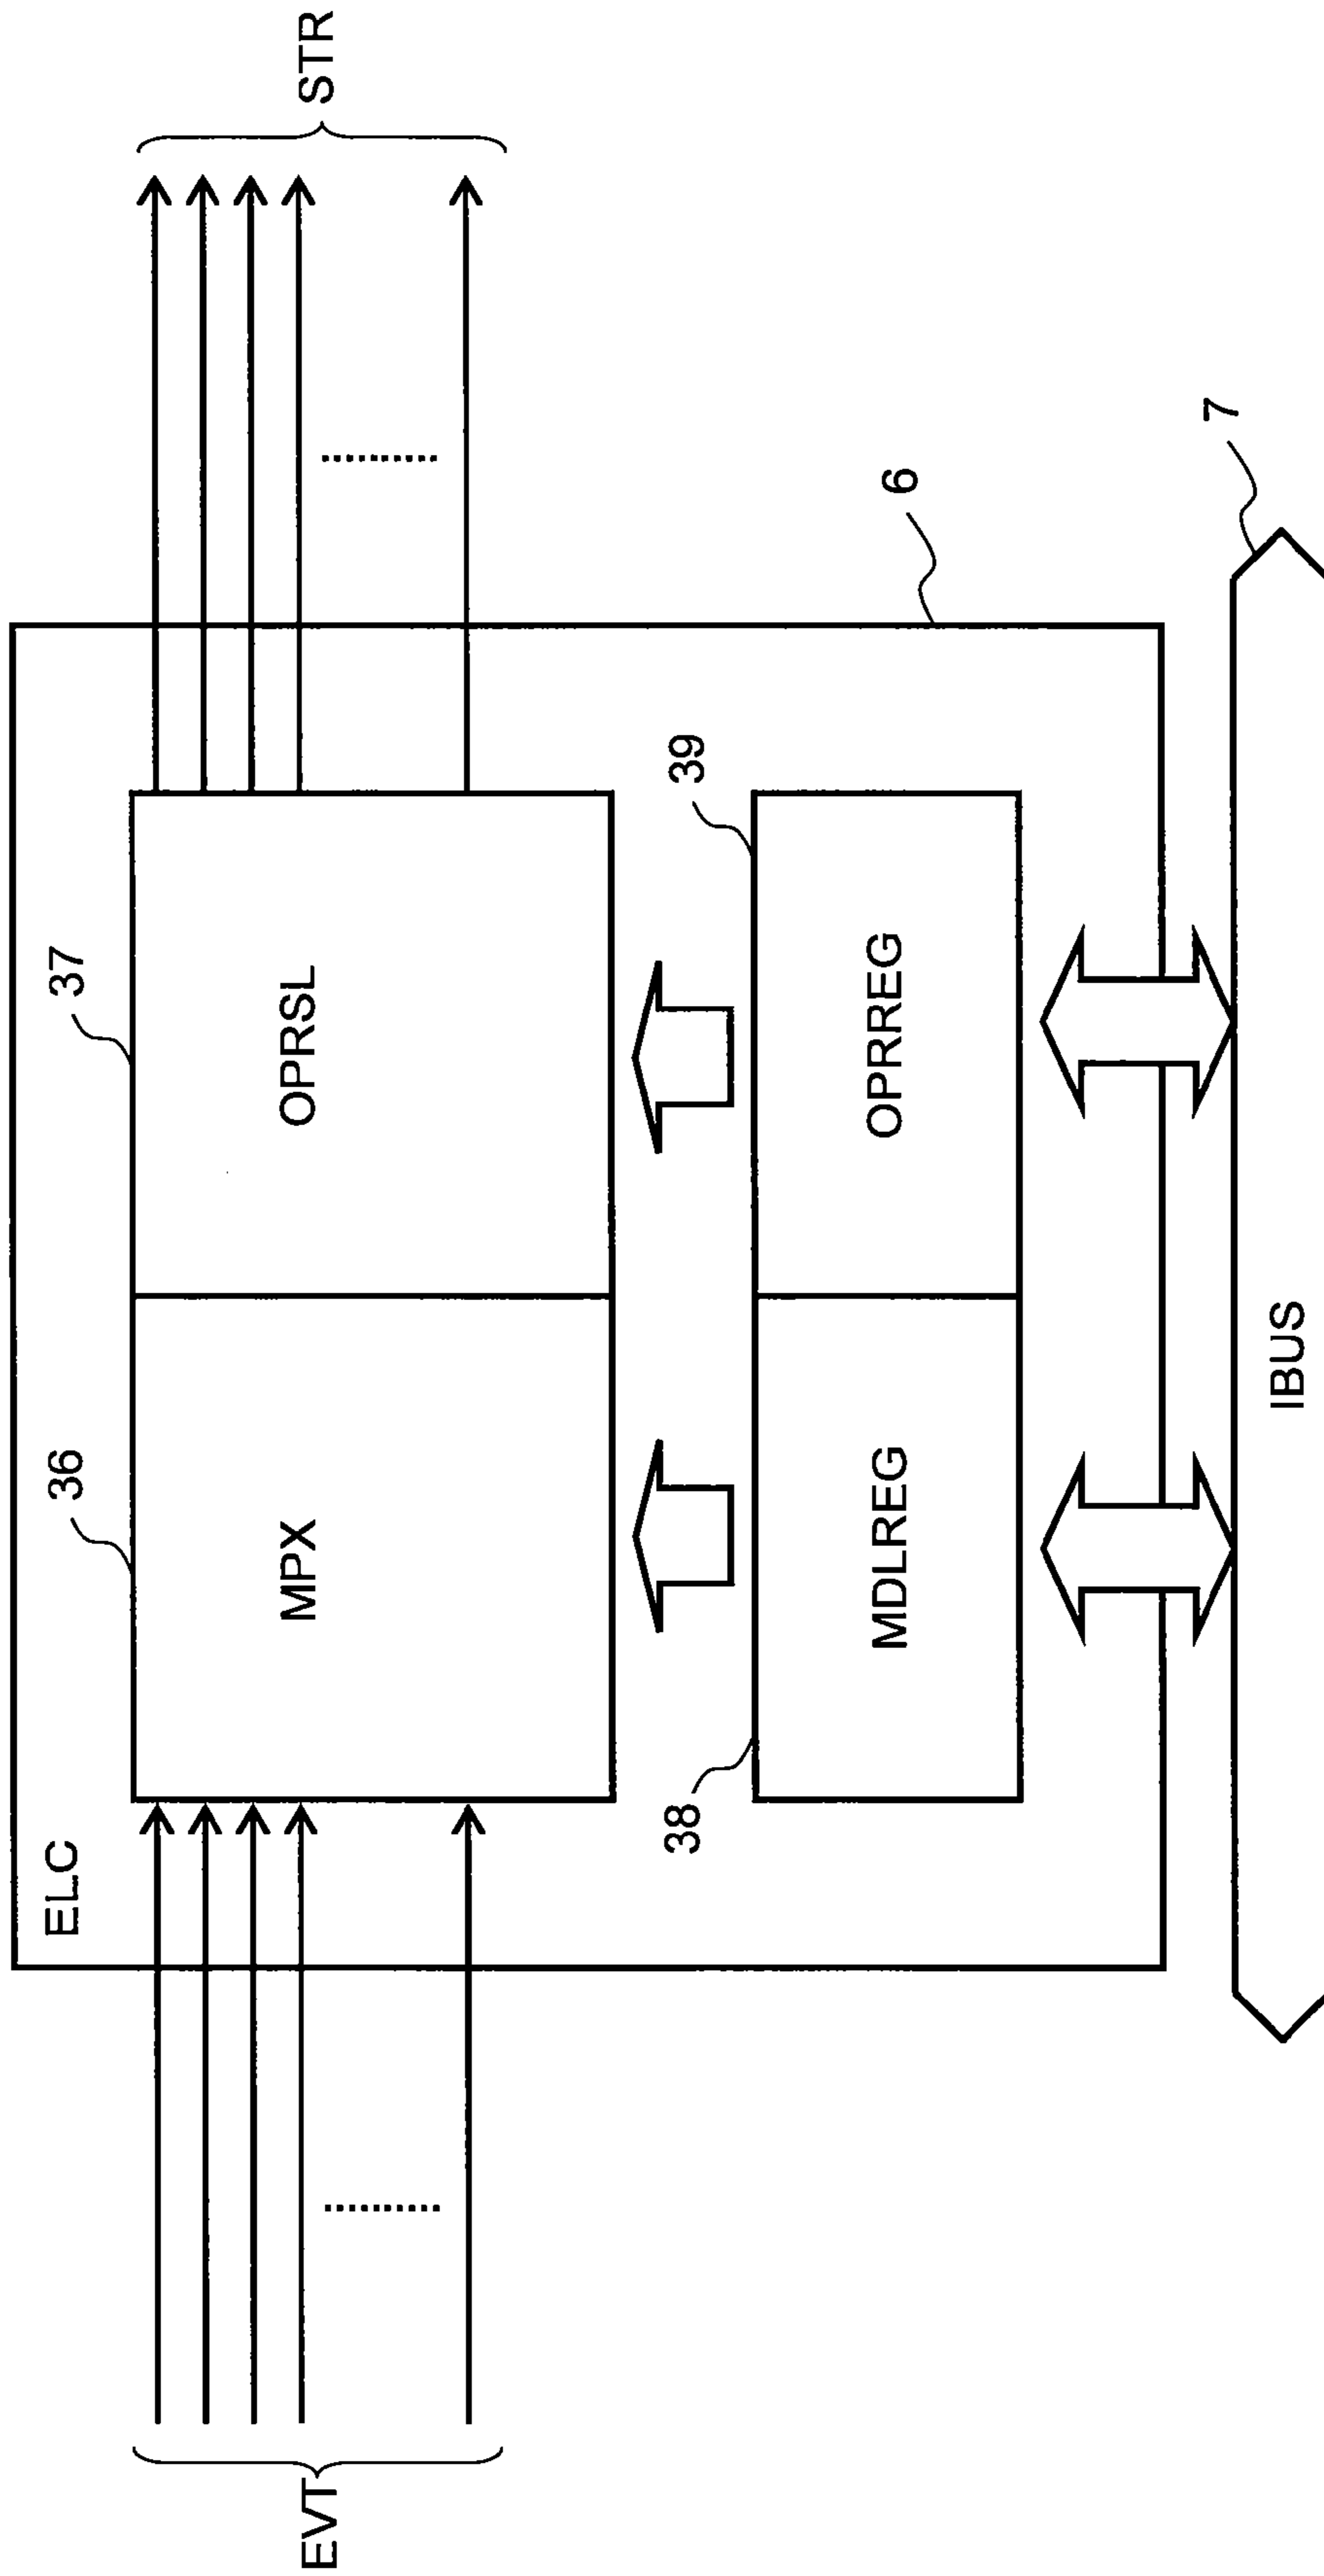 ELC
36
37
EVT
MPX
OPRSL
STR
38
39
MDLREG
OPRREG
6
7
IBUS